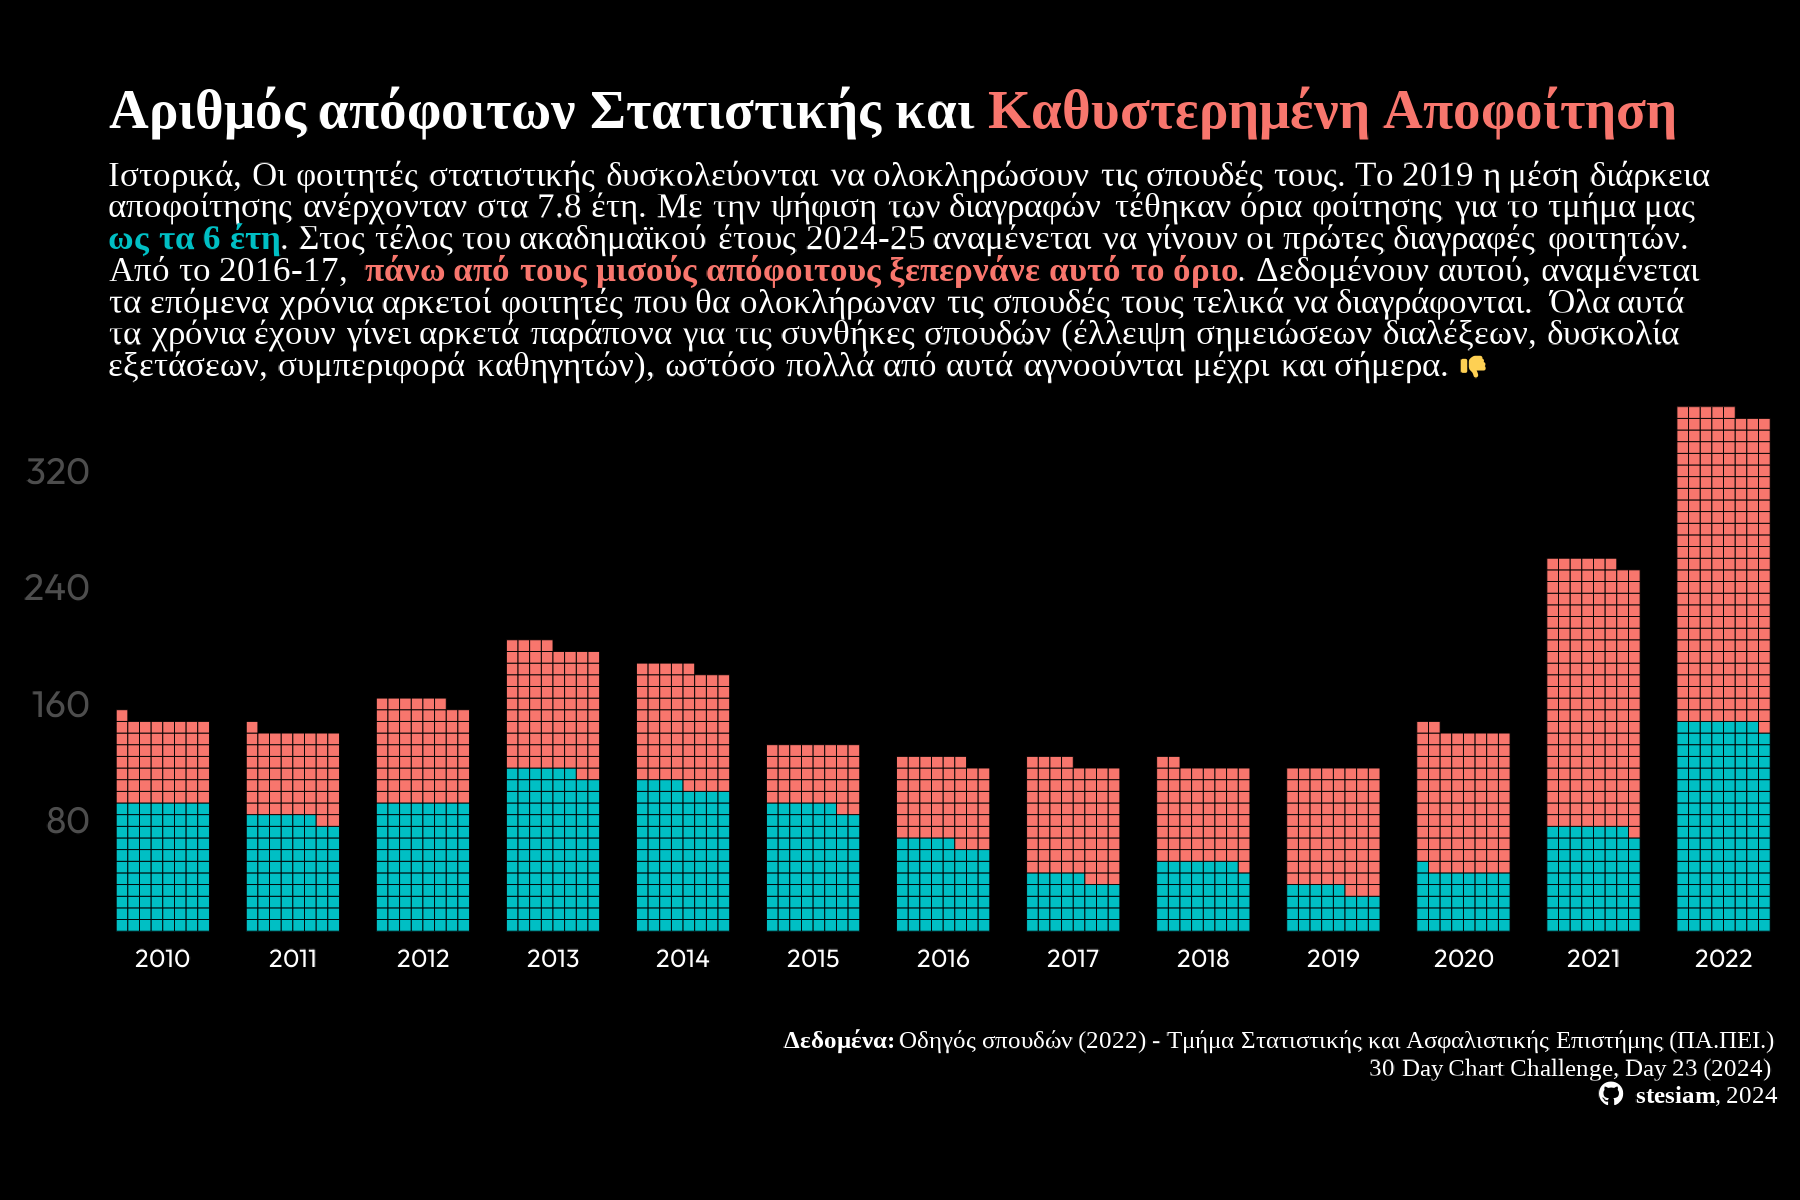 Αριθμός απόφοιτων Στατιστικής και Καθυστερημένη Αποφοίτηση
Ιστορικά, Οι φοιτητές στατιστικής δυσκολεύονται να ολοκληρώσουν τις σπουδές τους. Το 2019 η μέση διάρκεια
αποφοίτησης ανέρχονταν στα 7.8 έτη. Με την ψήφιση των διαγραφών τέθηκαν όρια φοίτησης για το τμήμα μας
ως τα 6 έτη. Στος τέλος του ακαδημαϊκού έτους 2024-25 αναμένεται να γίνουν οι πρώτες διαγραφές φοιτητών.
Από το 2016-17, πάνω από τους μισούς απόφοιτους ξεπερνάνε αυτό το όριο. Δεδομένουν αυτού, αναμένεται
τα επόμενα χρόνια αρκετοί φοιτητές που θα ολοκλήρωναν τις σπουδές τους τελικά να διαγράφονται. Όλα αυτά
τα χρόνια έχουν γίνει αρκετά παράπονα για τις συνθήκες σπουδών (έλλειψη σημειώσεων διαλέξεων, δυσκολία
εξετάσεων, συμπεριφορά καθηγητών), ωστόσο πολλά από αυτά αγνοούνται μέχρι και σήμερα. 👎
320
240
160
80
2010 2011 2012 2013 2014 2015 2016 2017 2018 2019 2020 2021 2022
Δεδομένα: Οδηγός σπουδών (2022) - Τμήμα Στατιστικής και Ασφαλιστικής Επιστήμης (ΠΑ.ΠΕΙ.)
30 Day Chart Challenge, Day 23 (2024)
stesiam, 2024